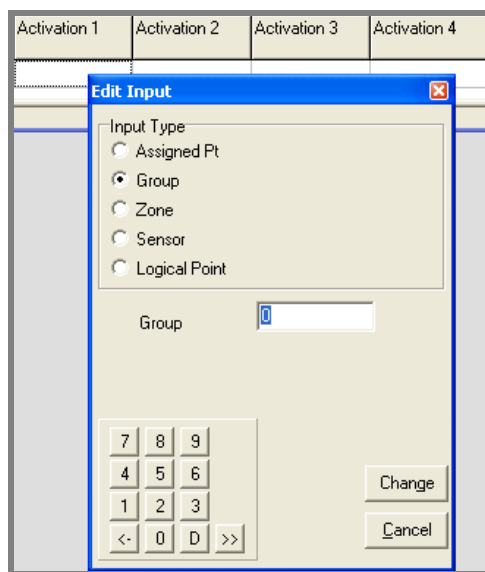 Activation 1 Activation 2 Activation 3 Activation 4
Edit Input
Input Type
Assigned Pt
Group
Zone
Sensor
Logical Point
Group 0
7 8 9
4 5 6
1 2 3
Change
<- 0 D >>
Cancel